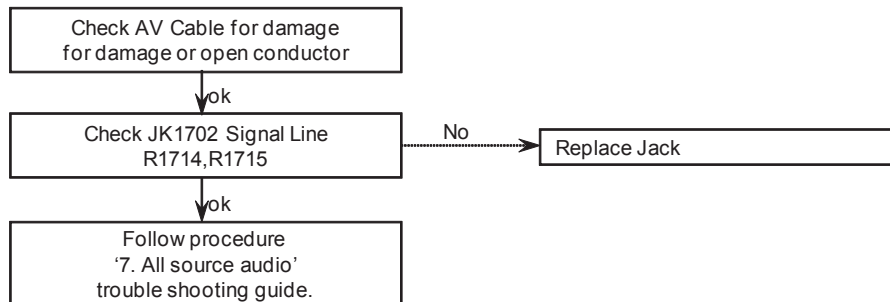 Check AV Cable for damage
for damage or open conductor
ok
Check JK1702 Signal Line
R1714,R1715
No
Replace Jack
ok
Follow procedure
‘7. All source audio’
trouble shooting guide.